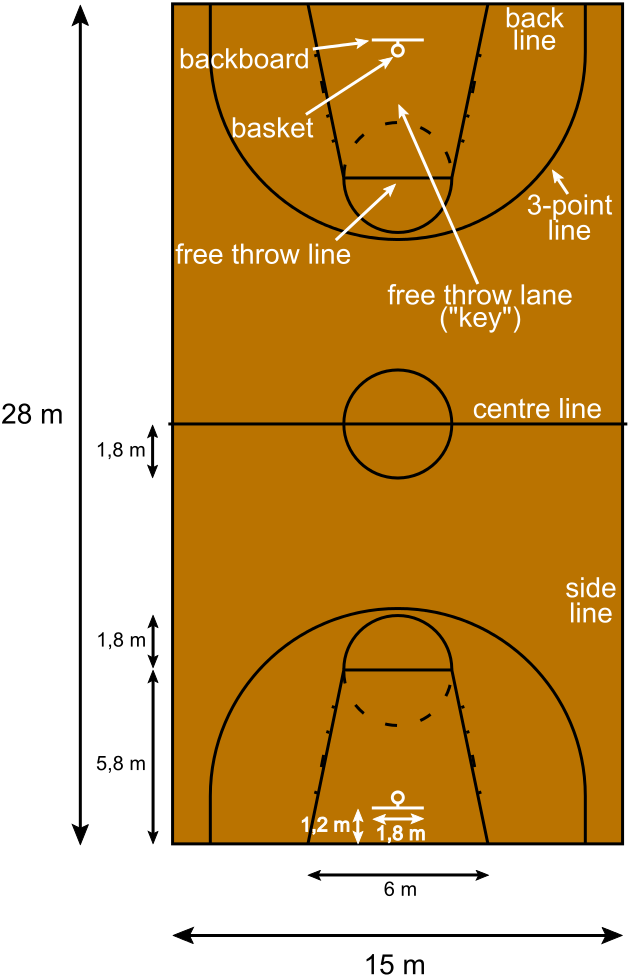 back
line
backboard
basket
3-point
line
free throw line
free throw lane
("key")
28 m
centre line
1,8 m
side
line
1,8 m
5,8 m
1,2 m
1,8 m
6 m
15 m